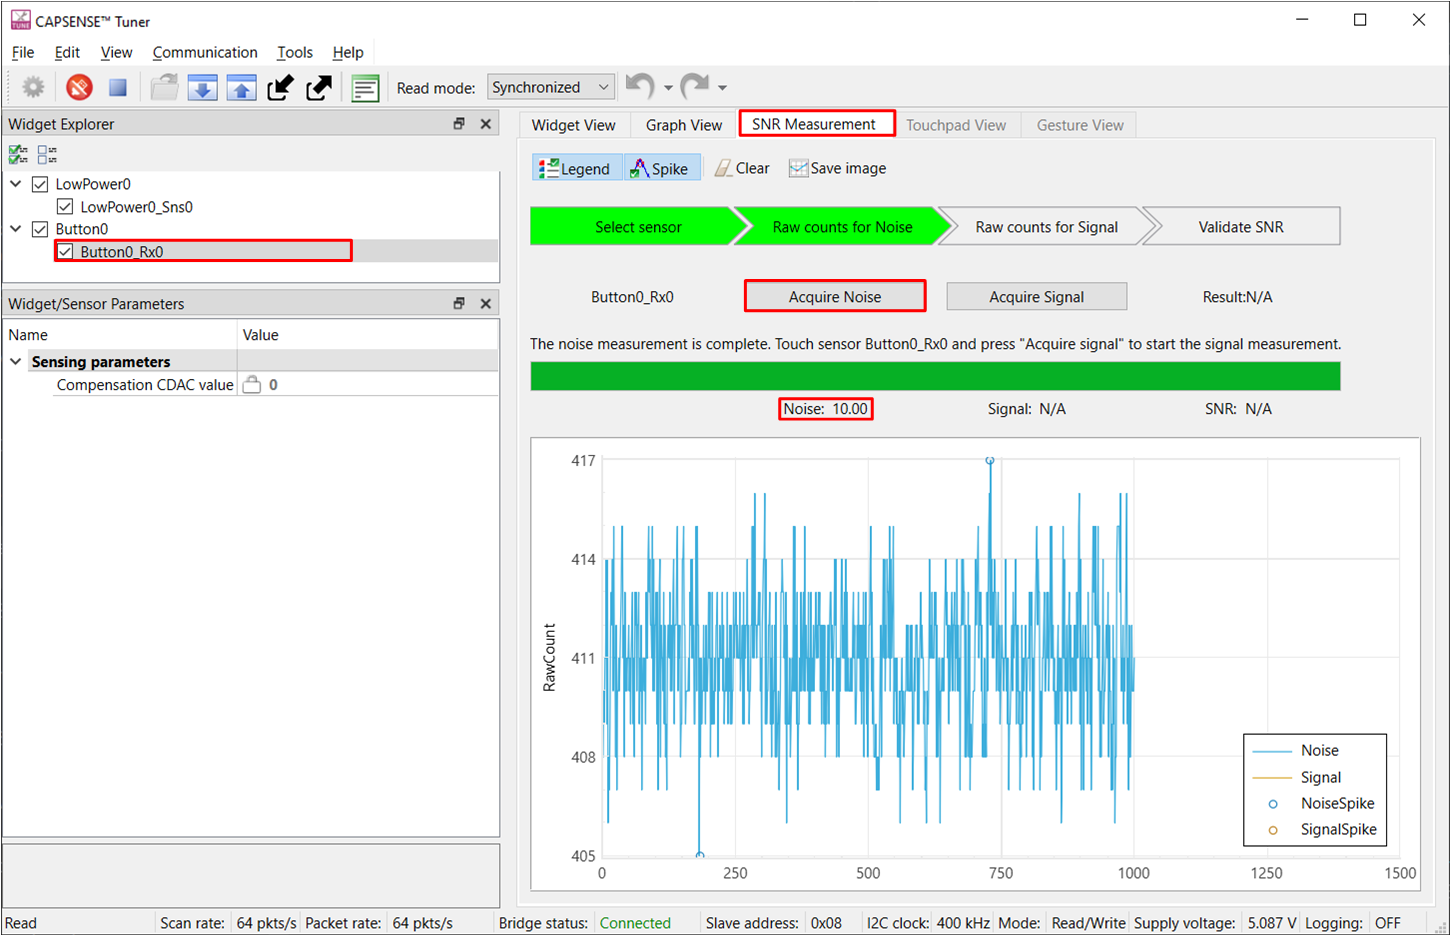 CAPSENSE™ Tuner
File Edit View Communication Tools Help
Read mode: Synchronized
Widget Explorer
LowPower0
LowPower0_Sns0
Button0
Button0_Rx0
Widget/Sensor Parameters
Name Value
Sensing parameters
Compensation CDAC value 0
Widget View Graph View SNR Measurement Touchpad View Gesture View
Legend Spike Clear Save image
Select sensor Raw counts for Noise Raw counts for Signal Validate SNR
Button0_Rx0 Acquire Noise Acquire Signal Result:N/A
The noise measurement is complete. Touch sensor Button0_Rx0 and press "Acquire signal" to start the signal measurement.
Noise: 10.00 Signal: N/A SNR: N/A
417
414
411
408
405
RawCount
0 250 500 750 1000 1250 1500
Noise
Signal
NoiseSpike
SignalSpike
Read Scan rate: 64 pkts/s Packet rate: 64 pkts/s Bridge status: Connected Slave address: 0x08 I2C clock: 400 kHz Mode: Read/Write Supply voltage: 5.087 V Logging: OFF